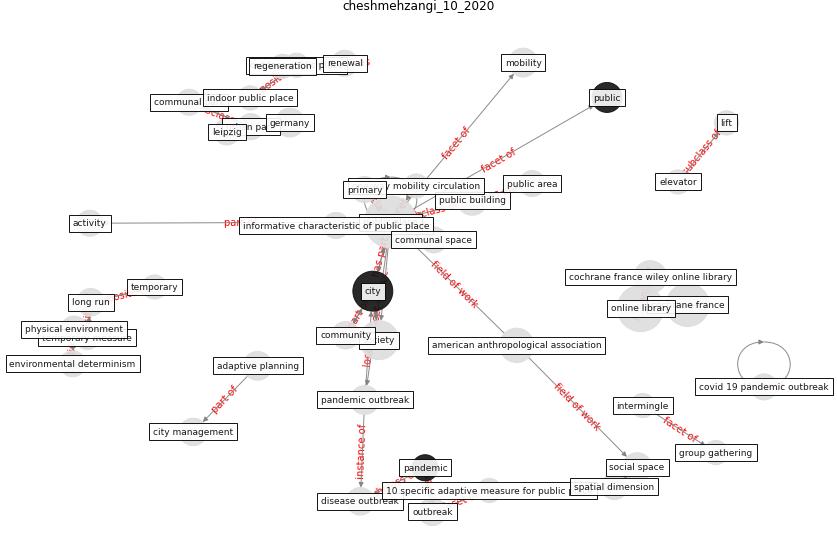 cheshmehzangi_10_2020
regeneration
renewal
mobility
communal
indoor public place
public
leipzig
germany
lift
subclass of
elevator
facet of
facet of
primary
mobility circulation
public area
public building
activity
informative characteristic of public place
communal space
city
field of work
temporary
long run
physical environment
environmental determinism
cochrane france wiley online library
online library
community
american anthropological association
adaptive planning
part of
city management
covid 19 pandemic outbreak
pandemic outbreak
field of work
intermingle
facet of
group gathering
instance of
pandemic
social space
10 specific adaptive measure for public
spatial dimension
disease outbreak
outbreak